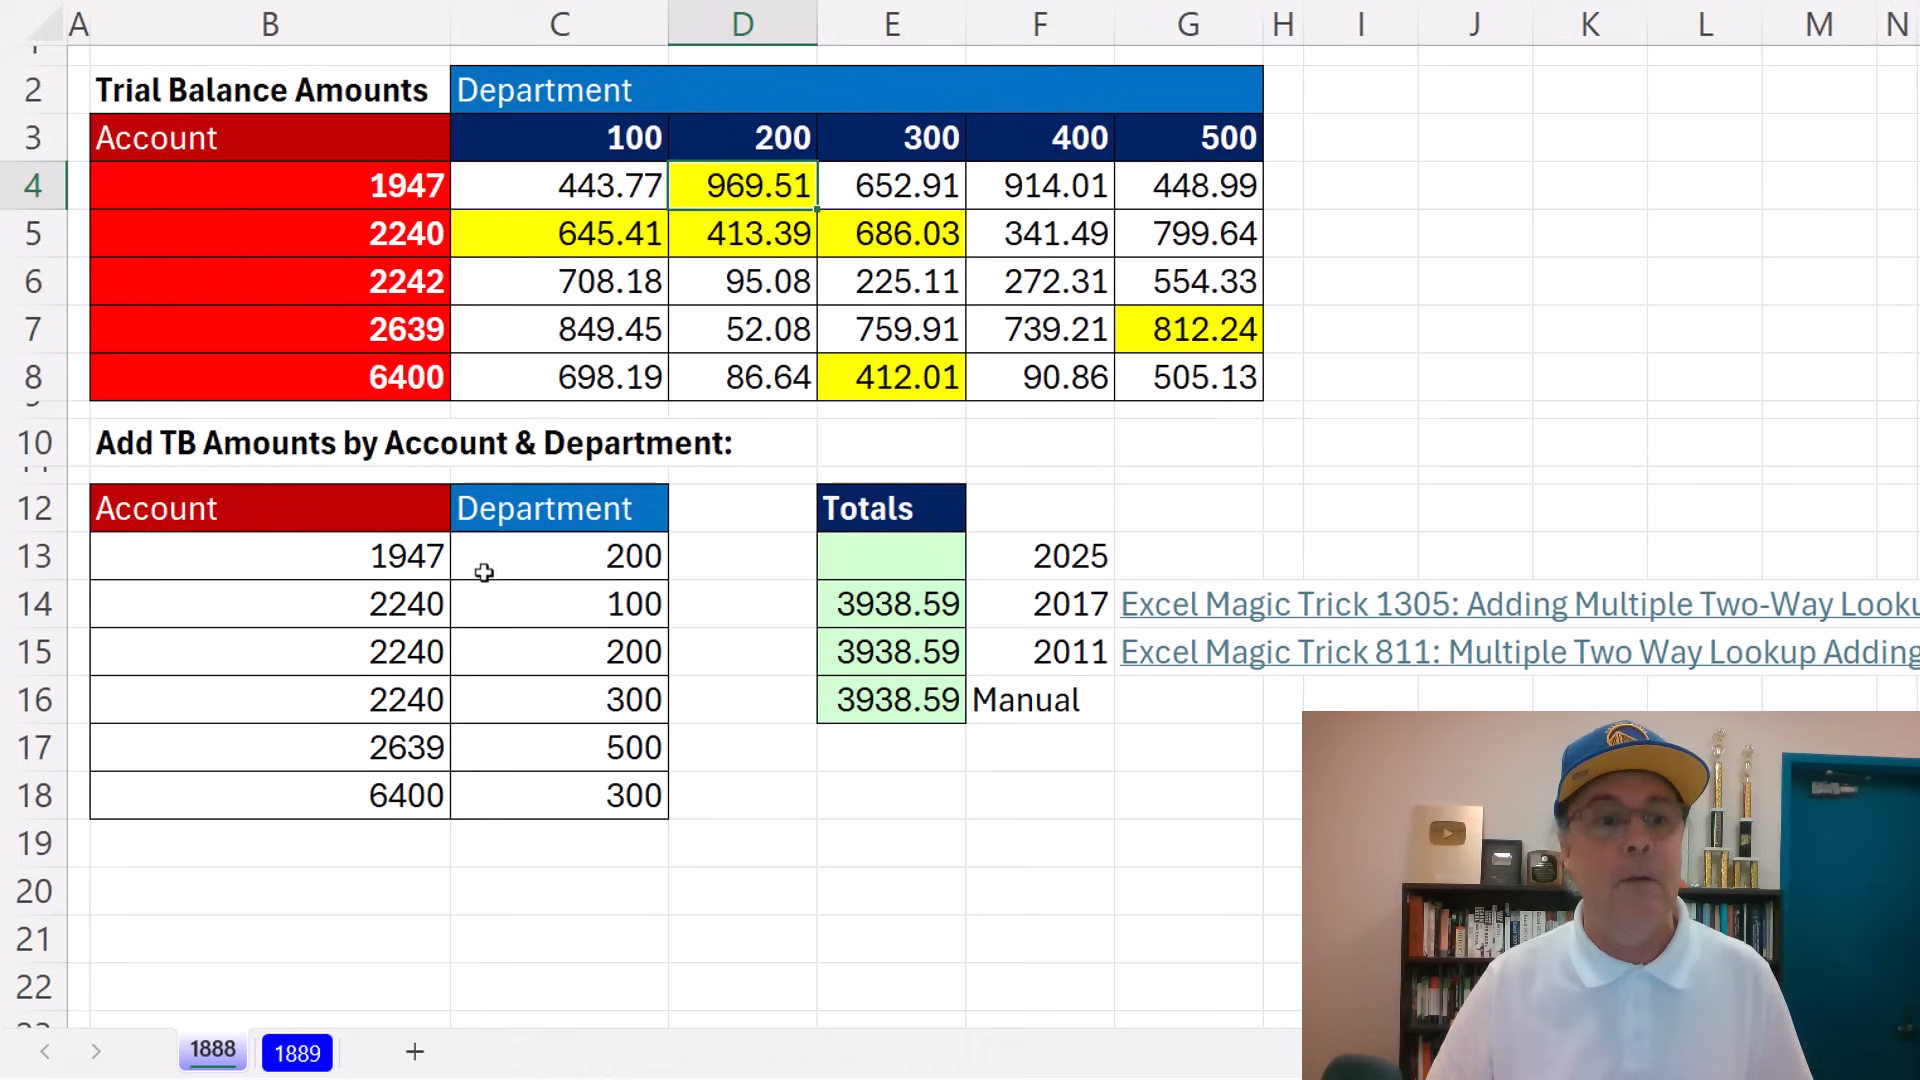 A B C D E F G H I J K L M N
2 Trial Balance Amounts Department
3 Account 100 200 300 400 500
4 1947 443.77 969.51 652.91 914.01 448.99
5 2240 645.41 413.39 686.03 341.49 799.64
6 2242 708.18 95.08 225.11 272.31 554.33
7 2639 849.45 52.08 759.91 739.21 812.24
8 6400 698.19 86.64 412.01 90.86 505.13
10 Add TB Amounts by Account & Department:
12 Account Department Totals
13 1947 200 2025
14 2240 100 3938.59 2017 Excel Magic Trick 1305: Adding Multiple Two-Way Looku
15 2240 200 3938.59 2011 Excel Magic Trick 811: Multiple Two Way Lookup Adding
16 2240 300 3938.59 Manual
17 2639 500
18 6400 300
19
20
21
22
1888 1889